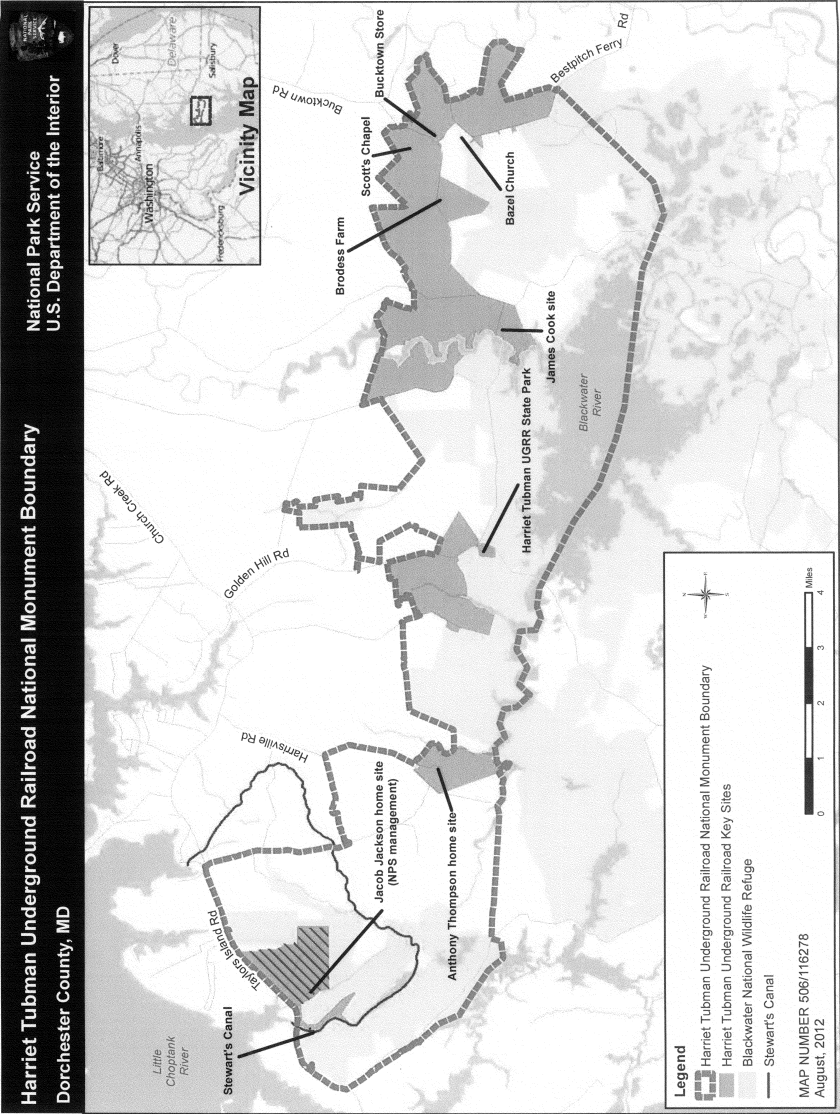 Harriet Tubman Underground Railroad National Monument Boundary
Dorchester County, MD
National Park Service
U.S. Department of the Interior
NATIONAL
PARK
SERVICE
Little
Choptank
River
Stewart's Canal
Taylors Island Rd
Jacob Jackson home site
(NPS management)
Anthony Thompson home site
Harrisville Rd
Golden Hill Rd
Church Creek Rd
Harriet Tubman UGRR State Park
Blackwater
River
James Cook site
Brodess Farm
Scott's Chapel
Bucktown Store
Bazel Church
Bucktown Rd
Bestpitch Ferry
Rd
Vicinity Map
Baltimore
Annapolis
Washington
Fredericksburg
Dover
Delaware
Salisbury
Legend
Harriet Tubman Underground Railroad National Monument Boundary
Harriet Tubman Underground Railroad Key Sites
Blackwater National Wildlife Refuge
Stewart's Canal
MAP NUMBER 506/116278
August, 2012
0 1 2 3 4
Miles
N